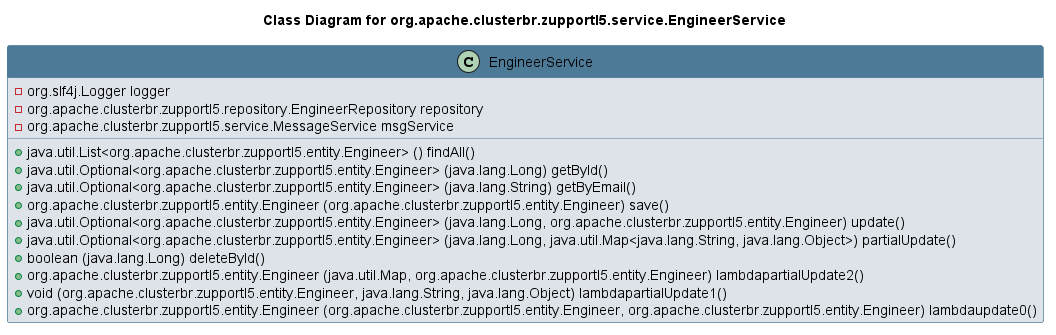 Class Diagram for org.apache.clusterbr.zupportl5.service.EngineerService
C EngineerService
org.slf4j.Logger logger
org.apache.clusterbr.zupportl5.repository.EngineerRepository repository
org.apache.clusterbr.zupportl5.service.MessageService msgService
java.util.List<org.apache.clusterbr.zupportl5.entity.Engineer> () findAll()
java.util.Optional<org.apache.clusterbr.zupportl5.entity.Engineer> (java.lang.Long) getById()
java.util.Optional<org.apache.clusterbr.zupportl5.entity.Engineer> (java.lang.String) getByEmail()
org.apache.clusterbr.zupportl5.entity.Engineer (org.apache.clusterbr.zupportl5.entity.Engineer) save()
java.util.Optional<org.apache.clusterbr.zupportl5.entity.Engineer> (java.lang.Long, org.apache.clusterbr.zupportl5.entity.Engineer) update()
java.util.Optional<org.apache.clusterbr.zupportl5.entity.Engineer> (java.lang.Long, java.util.Map<java.lang.String, java.lang.Object>) partialUpdate()
boolean (java.lang.Long) deleteById()
org.apache.clusterbr.zupportl5.entity.Engineer (java.util.Map, org.apache.clusterbr.zupportl5.entity.Engineer) lambdapartialUpdate2()
void (org.apache.clusterbr.zupportl5.entity.Engineer, java.lang.String, java.lang.Object) lambdapartialUpdate1()
org.apache.clusterbr.zupportl5.entity.Engineer (org.apache.clusterbr.zupportl5.entity.Engineer, org.apache.clusterbr.zupportl5.entity.Engineer) lambdaupdate0()